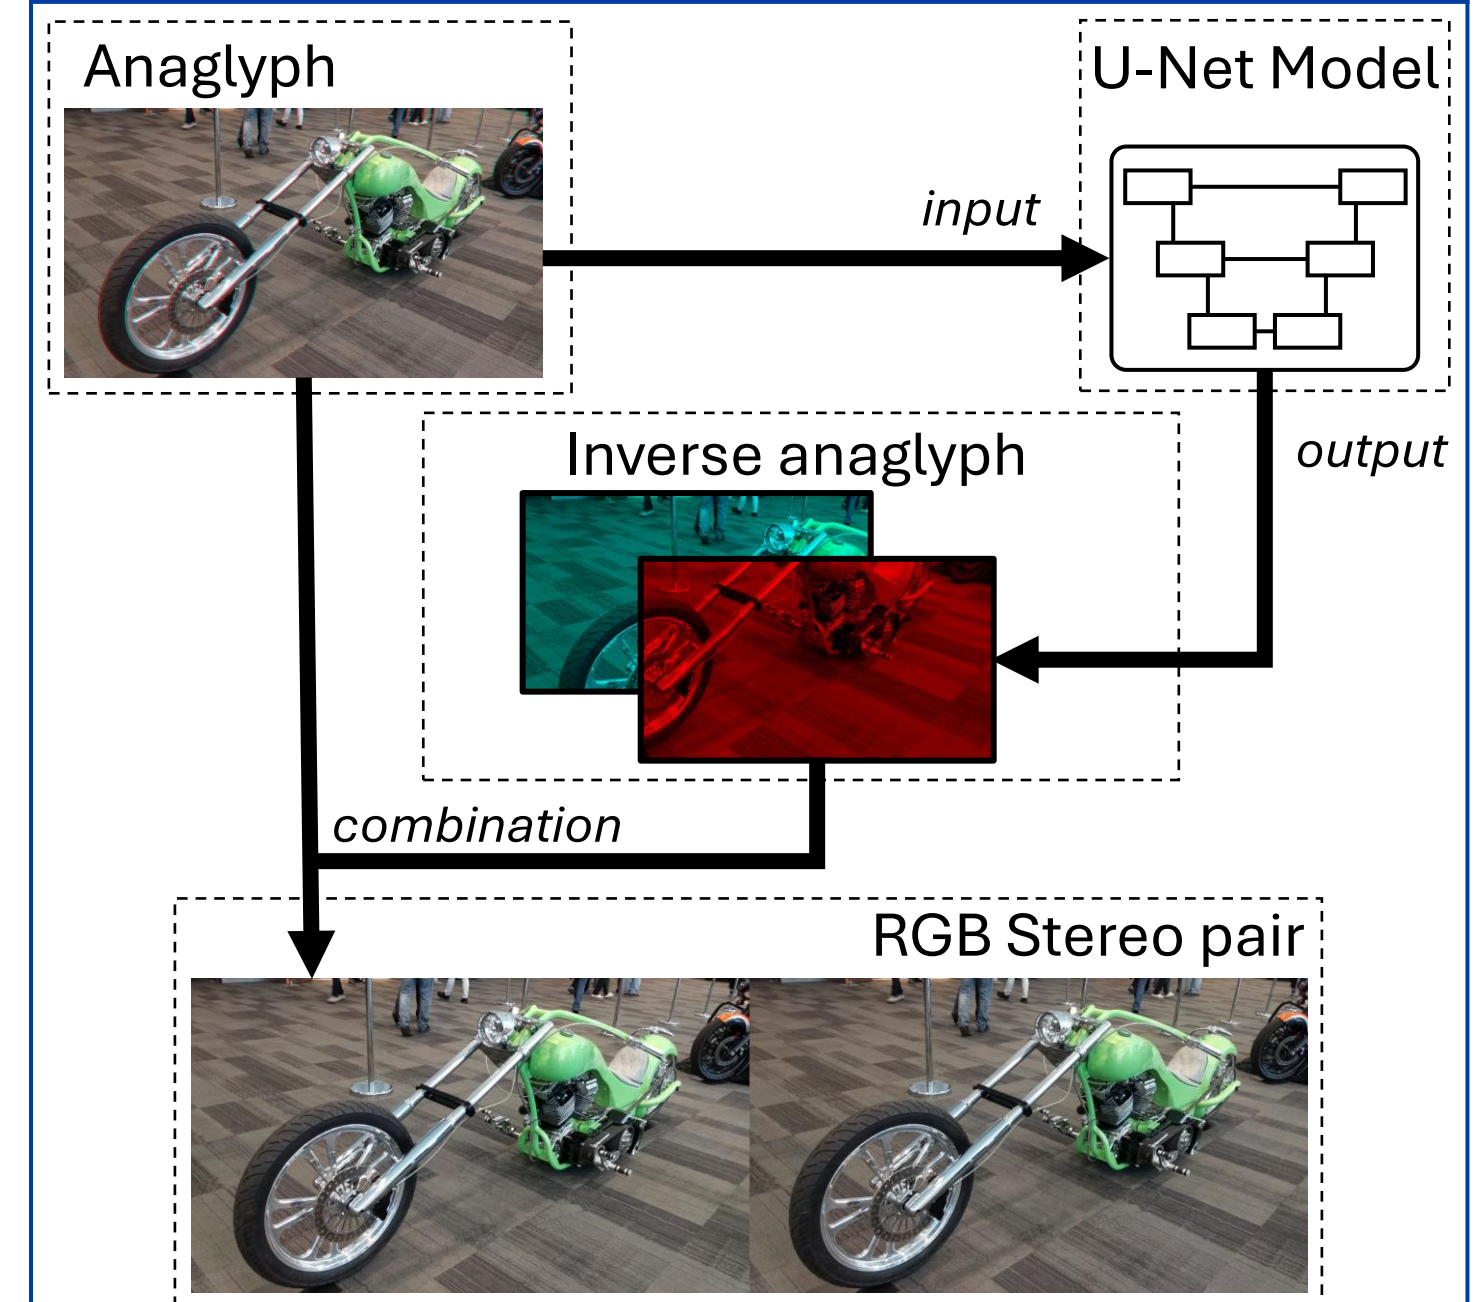 Anaglyph
U-Net Model
input
Inverse anaglyph
output
combination
RGB Stereo pair